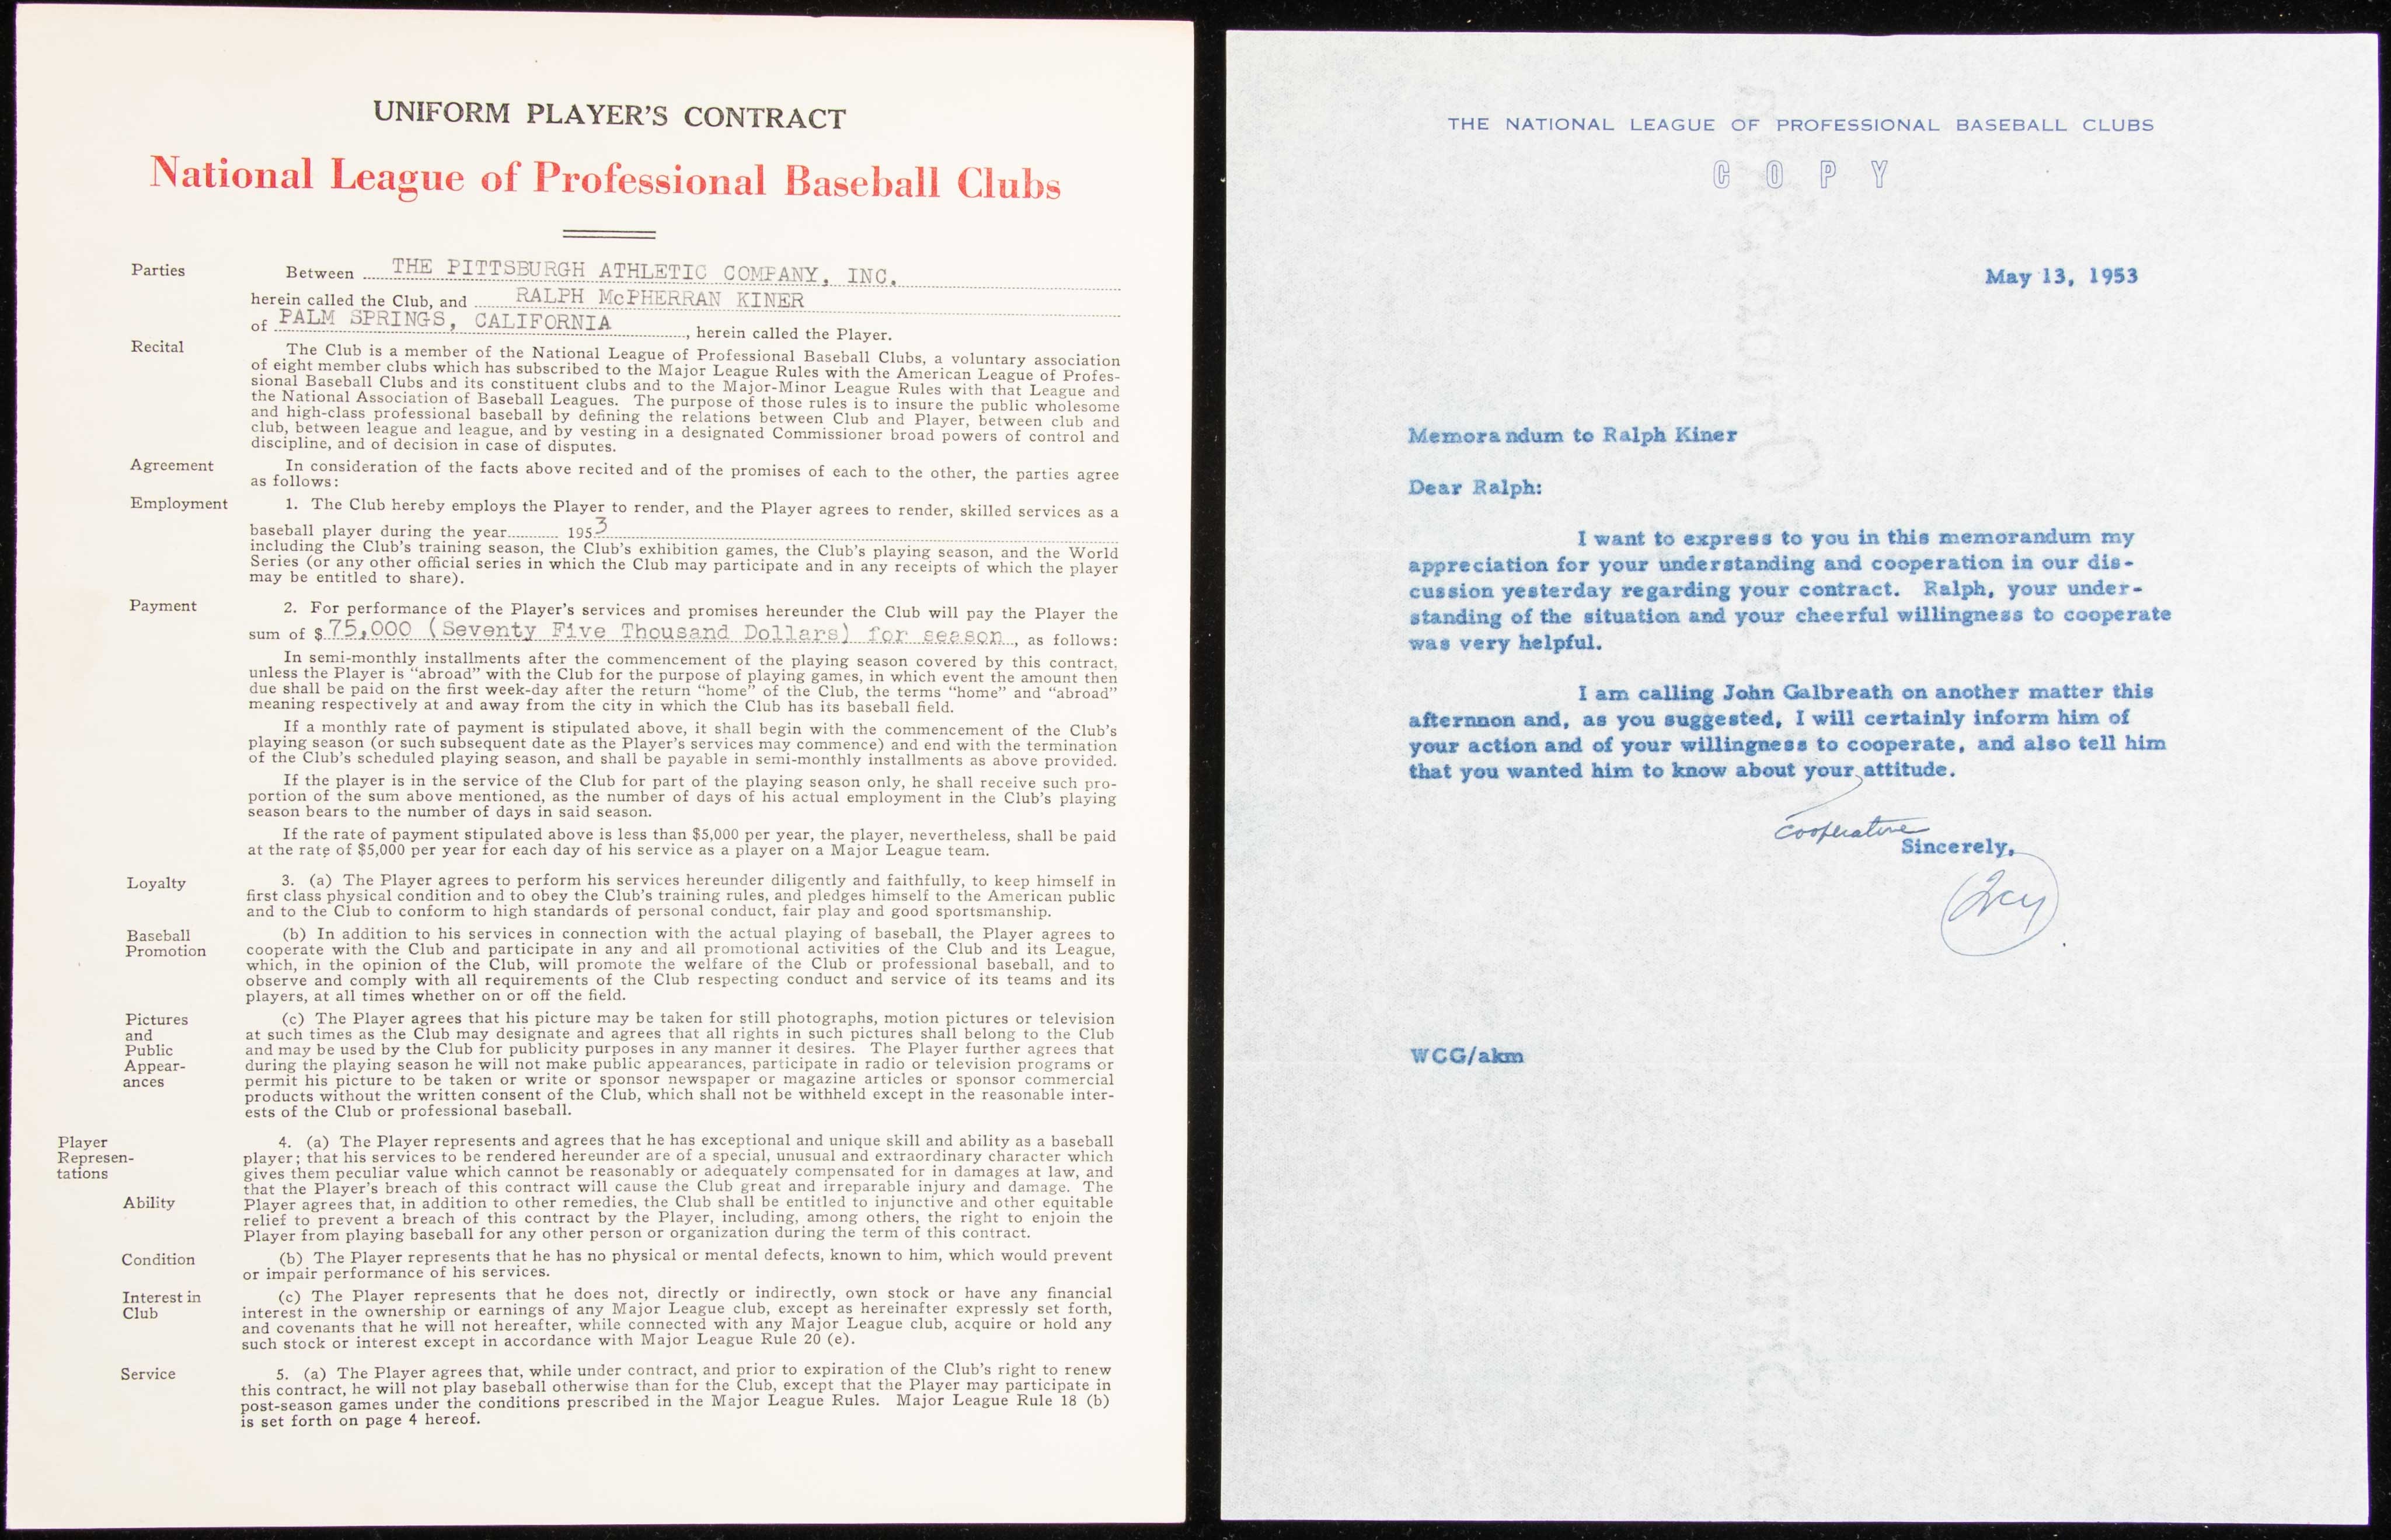 UNIFORM PLAYER'S CONTRACT
National League of Professional Baseball Clubs
Parties
Between THE PITTSBURGH ATHLETIC COMPANY, INC.
herein called the Club, and RALPH McPHERRAN KINER
of PALM SPRINGS, CALIFORNIA, herein called the Player.
Recital
The Club is a member of the National League of Professional Baseball Clubs, a voluntary association
of eight member clubs which has subscribed to the Major League Rules with the American League of Profes-
sional Baseball Clubs and its constituent clubs and to the Major-Minor League Rules with that League and
the National Association of Baseball Leagues. The purpose of those rules is to insure the public wholesome
and high-class professional baseball by defining the relations between Club and Player, between club and
club, between league and league, and by vesting in a designated Commissioner broad powers of control and
discipline, and of decision in case of disputes.
Agreement
In consideration of the facts above recited and of the promises of each to the other, the parties agree
as follows:
Employment
1. The Club hereby employs the Player to render, and the Player agrees to render, skilled services as a
baseball player during the year 1953
including the Club's training season, the Club's exhibition games, the Club's playing season, and the World
Series (or any other official series in which the Club may participate and in any receipts of which the player
may be entitled to share).
Payment
2. For performance of the Player's services and promises hereunder the Club will pay the Player the
sum of $75,000 (Seventy Five Thousand Dollars) for season, as follows:
In semi-monthly installments after the commencement of the playing season covered by this contract,
unless the Player is "abroad" with the Club for the purpose of playing games, in which event the amount then
due shall be paid on the first week-day after the return "home" of the Club, the terms "home" and "abroad"
meaning respectively at and away from the city in which the Club has its baseball field.
If a monthly rate of payment is stipulated above, it shall begin with the commencement of the Club's
playing season (or such subsequent date as the Player's services may commence) and end with the termination
of the Club's scheduled playing season, and shall be payable in semi-monthly installments as above provided.
If the player is in the service of the Club for part of the playing season only, he shall receive such pro-
portion of the sum above mentioned, as the number of days of his actual employment in the Club's playing
season bears to the number of days in said season.
If the rate of payment stipulated above is less than $5,000 per year, the player, nevertheless, shall be paid
at the rate of $5,000 per year for each day of his service as a player on a Major League team.
Loyalty
3. (a) The Player agrees to perform his services hereunder diligently and faithfully, to keep himself in
first class physical condition and to obey the Club's training rules, and pledges himself to the American public
and to the Club to conform to high standards of personal conduct, fair play and good sportsmanship.
Baseball
Promotion
(b) In addition to his services in connection with the actual playing of baseball, the Player agrees to
cooperate with the Club and participate in any and all promotional activities of the Club and its League,
which, in the opinion of the Club, will promote the welfare of the Club or professional baseball, and to
observe and comply with all requirements of the Club respecting conduct and service of its teams and its
players, at all times whether on or off the field.
Pictures
and
Public
Appear-
ances
(c) The Player agrees that his picture may be taken for still photographs, motion pictures or television
at such times as the Club may designate and agrees that all rights in such pictures shall belong to the Club
and may be used by the Club for publicity purposes in any manner it desires. The Player further agrees that
during the playing season he will not make public appearances, participate in radio or television programs or
permit his picture to be taken or write or sponsor newspaper or magazine articles or sponsor commercial
products without the written consent of the Club, which shall not be withheld except in the reasonable inter-
ests of the Club or professional baseball.
Player
Represen-
tations
Ability
4. (a) The Player represents and agrees that he has exceptional and unique skill and ability as a baseball
player; that his services to be rendered hereunder are of a special, unusual and extraordinary character which
gives them peculiar value which cannot be reasonably or adequately compensated for in damages at law, and
that the Player's breach of this contract will cause the Club great and irreparable injury and damage. The
Player agrees that, in addition to other remedies, the Club shall be entitled to injunctive and other equitable
relief to prevent a breach of this contract by the Player, including, among others, the right to enjoin the
Player from playing baseball for any other person or organization during the term of this contract.
Condition
(b) The Player represents that he has no physical or mental defects, known to him, which would prevent
or impair performance of his services.
Interest in
Club
(c) The Player represents that he does not, directly or indirectly, own stock or have any financial
interest in the ownership or earnings of any Major League club, except as hereinafter expressly set forth,
and covenants that he will not hereafter, while connected with any Major League club, acquire or hold any
such stock or interest except in accordance with Major League Rule 20 (e).
Service
5. (a) The Player agrees that, while under contract, and prior to expiration of the Club's right to renew
this contract, he will not play baseball otherwise than for the Club, except that the Player may participate in
post-season games under the conditions prescribed in the Major League Rules. Major League Rule 18 (b)
is set forth on page 4 hereof.
THE NATIONAL LEAGUE OF PROFESSIONAL BASEBALL CLUBS
COPY
May 13, 1953
Memorandum to Ralph Kiner
Dear Ralph:
I want to express to you in this memorandum my
appreciation for your understanding and cooperation in our dis-
cussion yesterday regarding your contract. Ralph, your under-
standing of the situation and your cheerful willingness to cooperate
was very helpful.
I am calling John Galbreath on another matter this
afternnon and, as you suggested, I will certainly inform him of
your action and of your willingness to cooperate, and also tell him
that you wanted him to know about your attitude.
cooperative
Sincerely,
WCG/akm